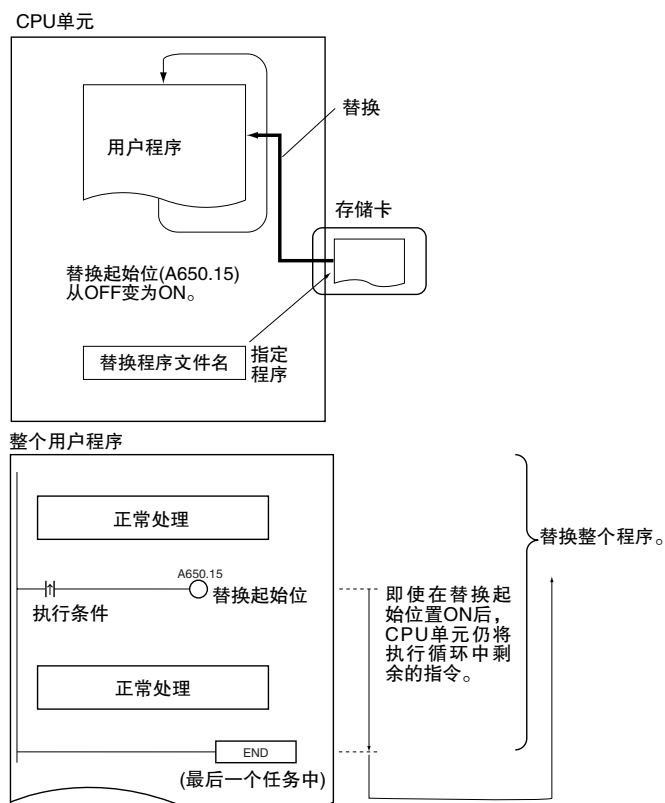 CPU单元
替换
用户程序
存储卡
替换起始位(A650.15)
从OFF变为ON。
替换程序文件名
指定
程序
整个用户程序
正常处理
替换整个程序。
A650.15
替换起始位
执行条件
即使在替换起
始位置ON后，
CPU单元仍将
执行循环中剩
余的指令。
正常处理
END
(最后一个任务中)